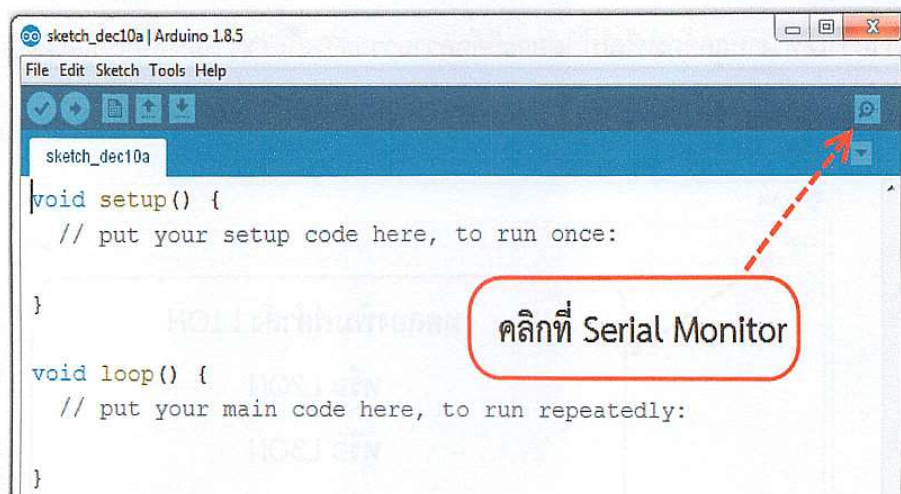 sketch_dec10a | Arduino 1.8.5
File Edit Sketch Tools Help
sketch_dec10a
void setup() {
// put your setup code here, to run once:
}
คลิกที่ Serial Monitor
void loop() {
// put your main code here, to run repeatedly:
}